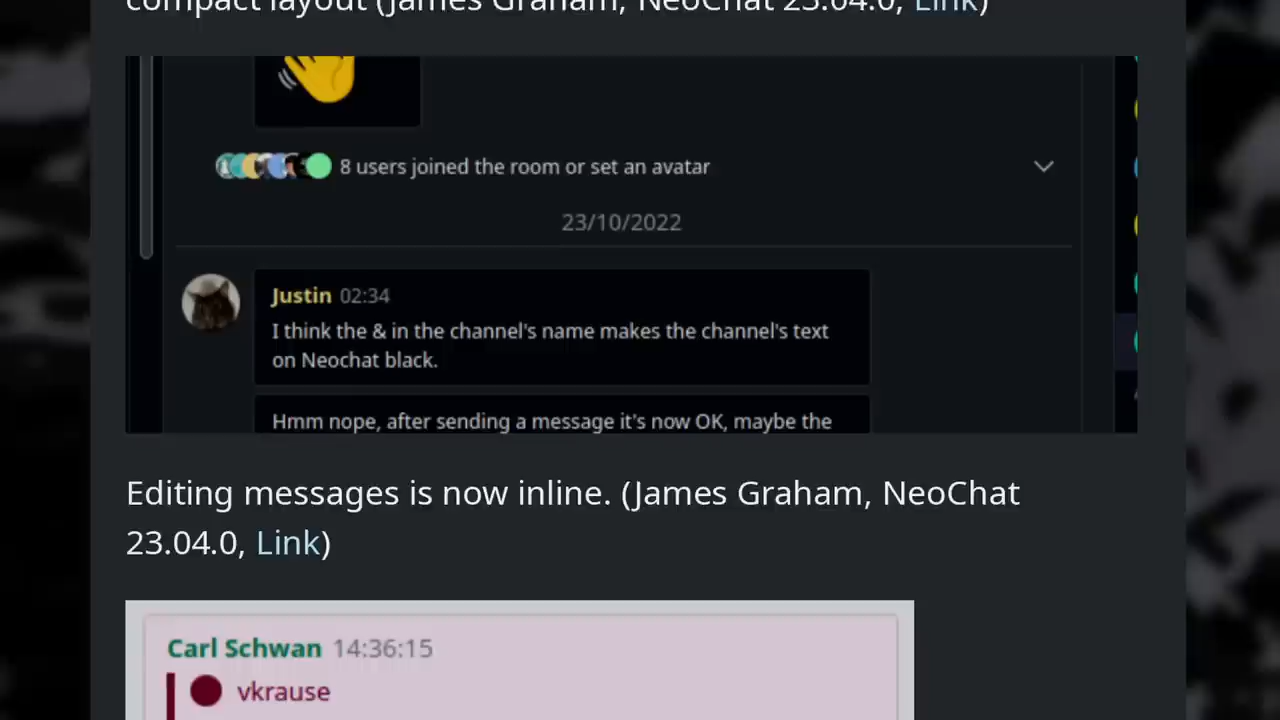 compact layout (James Graham, NeoChat 23.04.0, Link)
8 users joined the room or set an avatar
23/10/2022
Justin 02:34
I think the & in the channel's name makes the channel's text
on Neochat black.
Hmm nope, after sending a message it's now OK, maybe the
Editing messages is now inline. (James Graham, NeoChat
23.04.0, Link)
Carl Schwan 14:36:15
vkrause